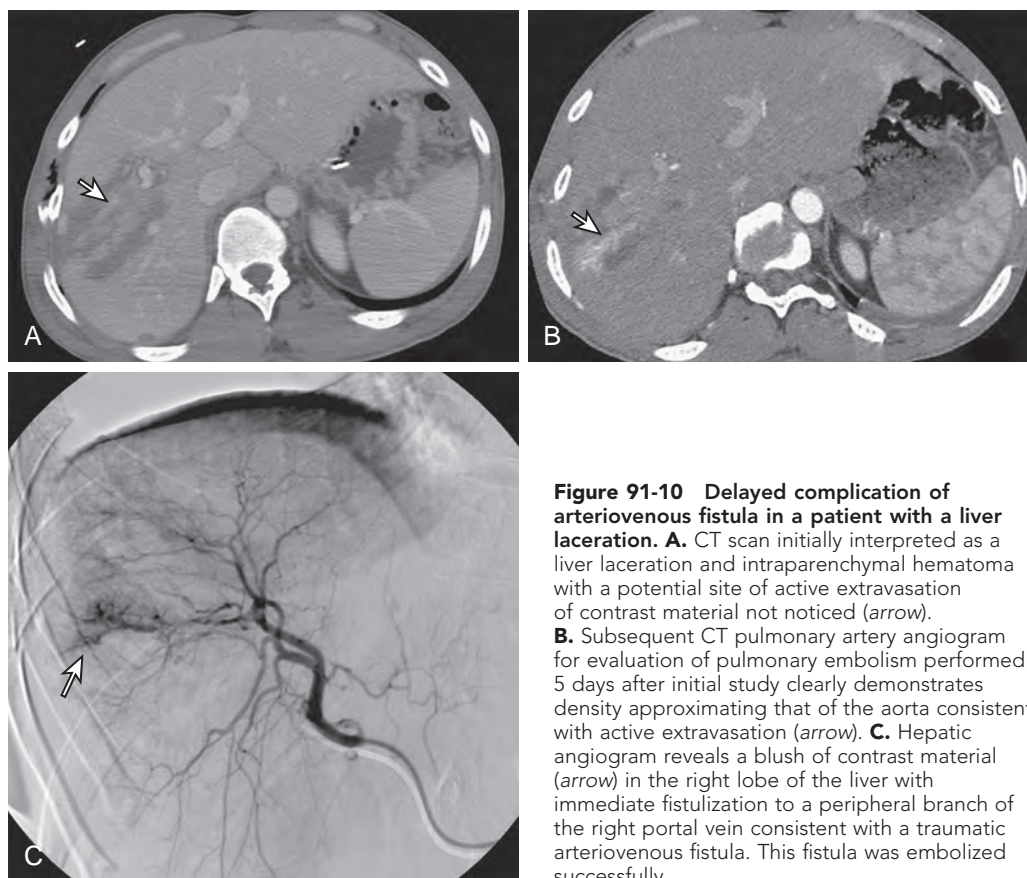 A
B
C
Figure 91-10 Delayed complication of
arteriovenous fistula in a patient with a liver
laceration. A. CT scan initially interpreted as a
liver laceration and intraparenchymal hematoma
with a potential site of active extravasation
of contrast material not noticed (arrow).
B. Subsequent CT pulmonary artery angiogram
for evaluation of pulmonary embolism performed
5 days after initial study clearly demonstrates
density approximating that of the aorta consistent
with active extravasation (arrow). C. Hepatic
angiogram reveals a blush of contrast material
(arrow) in the right lobe of the liver with
immediate fistulization to a peripheral branch of
the right portal vein consistent with a traumatic
arteriovenous fistula. This fistula was embolized
successfully